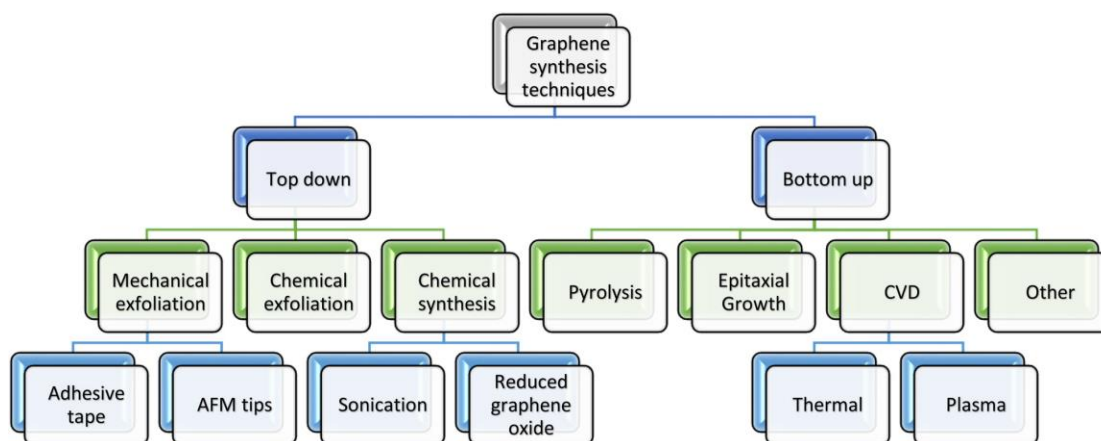 Graphene
synthesis
techniques
Top down
Bottom up
Mechanical
exfoliation
Chemical
exfoliation
Chemical
synthesis
Pyrolysis
Epitaxial
Growth
CVD
Other
Adhesive
tape
AFM tips
Sonication
Reduced
graphene
oxide
Thermal
Plasma